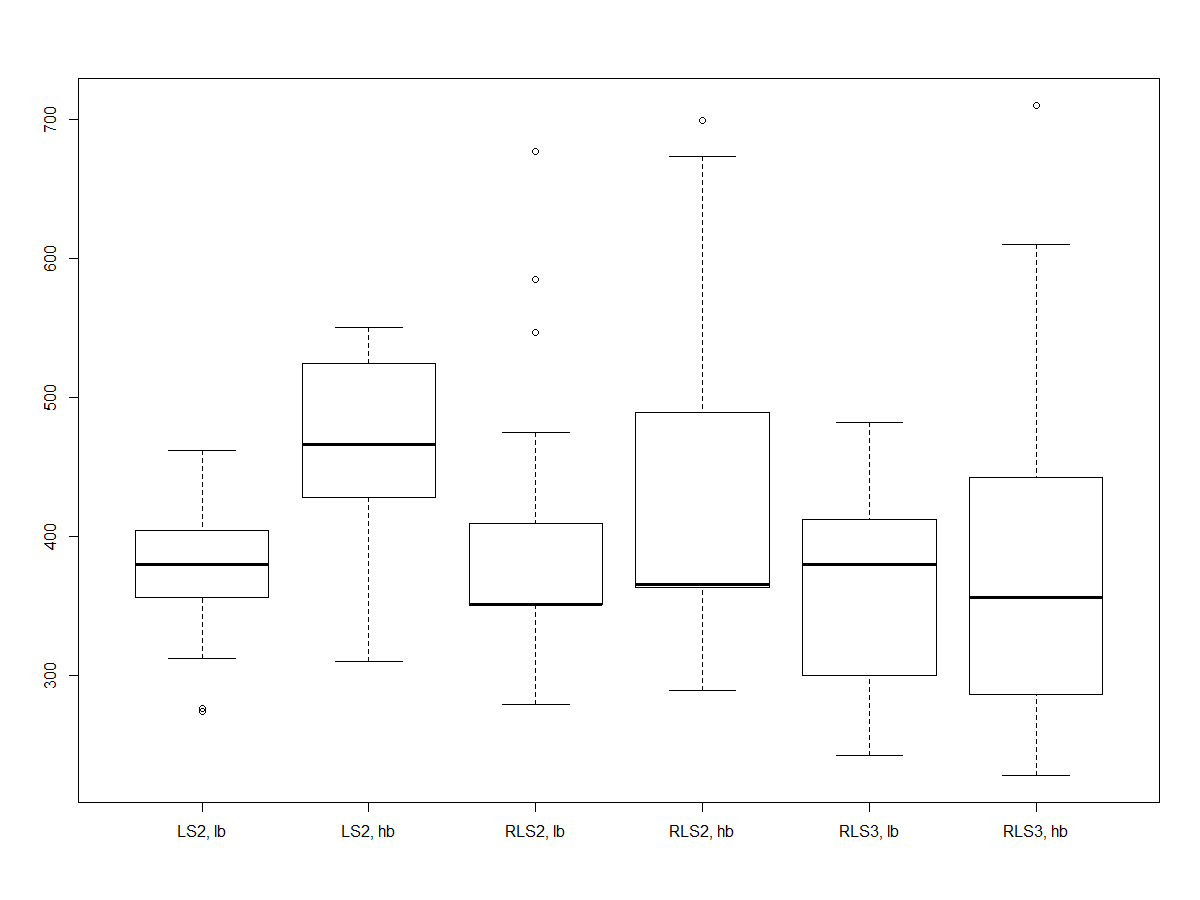 700
600
500
400
300
LS2, lb
LS2, hb
RLS2, lb
RLS2, hb
RLS3, lb
RLS3, hb